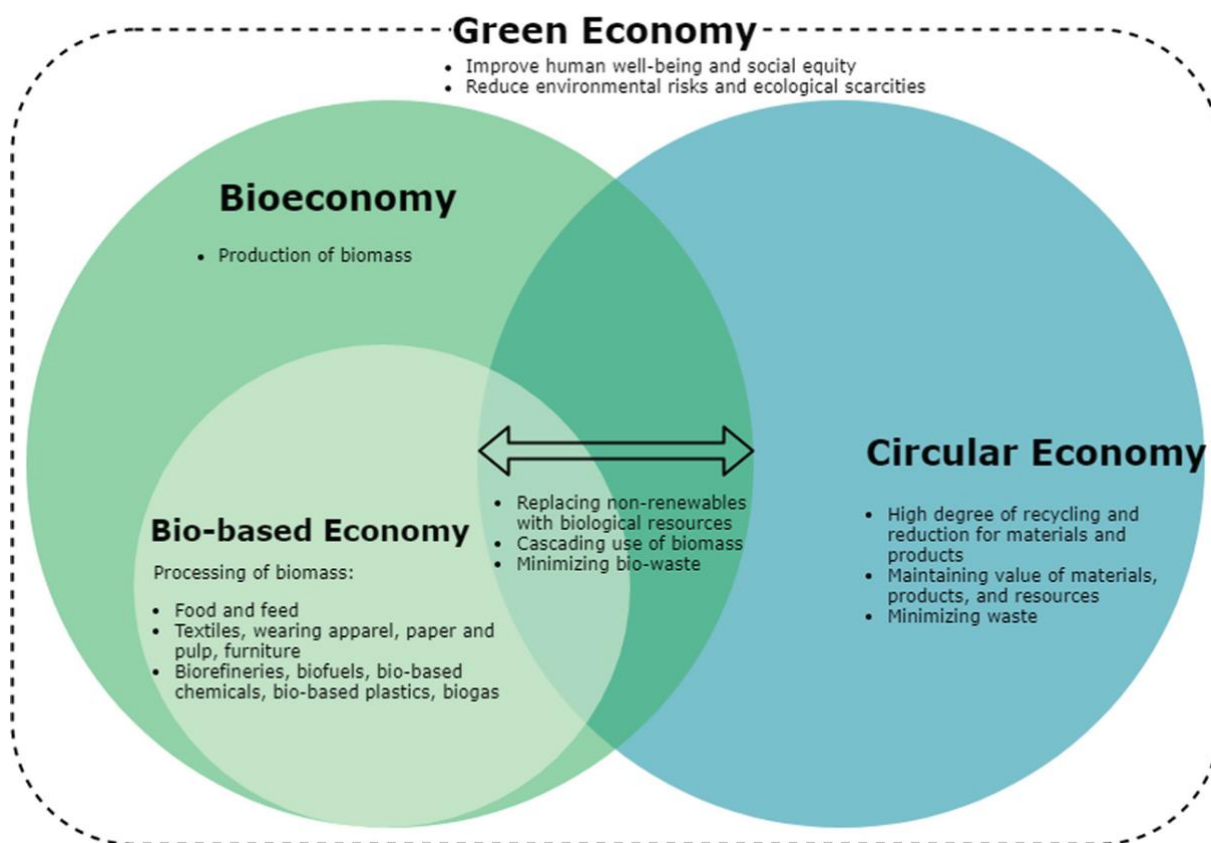 Green Economy
• Improve human well-being and social equity
• Reduce environmental risks and ecological scarcities
Bioeconomy
• Production of biomass
Bio-based Economy
Processing of biomass:
• Food and feed
• Textiles, wearing apparel, paper and
pulp, furniture
• Biorefineries, biofuels, bio-based
chemicals, bio-based plastics, biogas
• Replacing non-renewables
with biological resources
• Cascading use of biomass
• Minimizing bio-waste
Circular Economy
• High degree of recycling and
reduction for materials and
products
• Maintaining value of materials,
products, and resources
• Minimizing waste